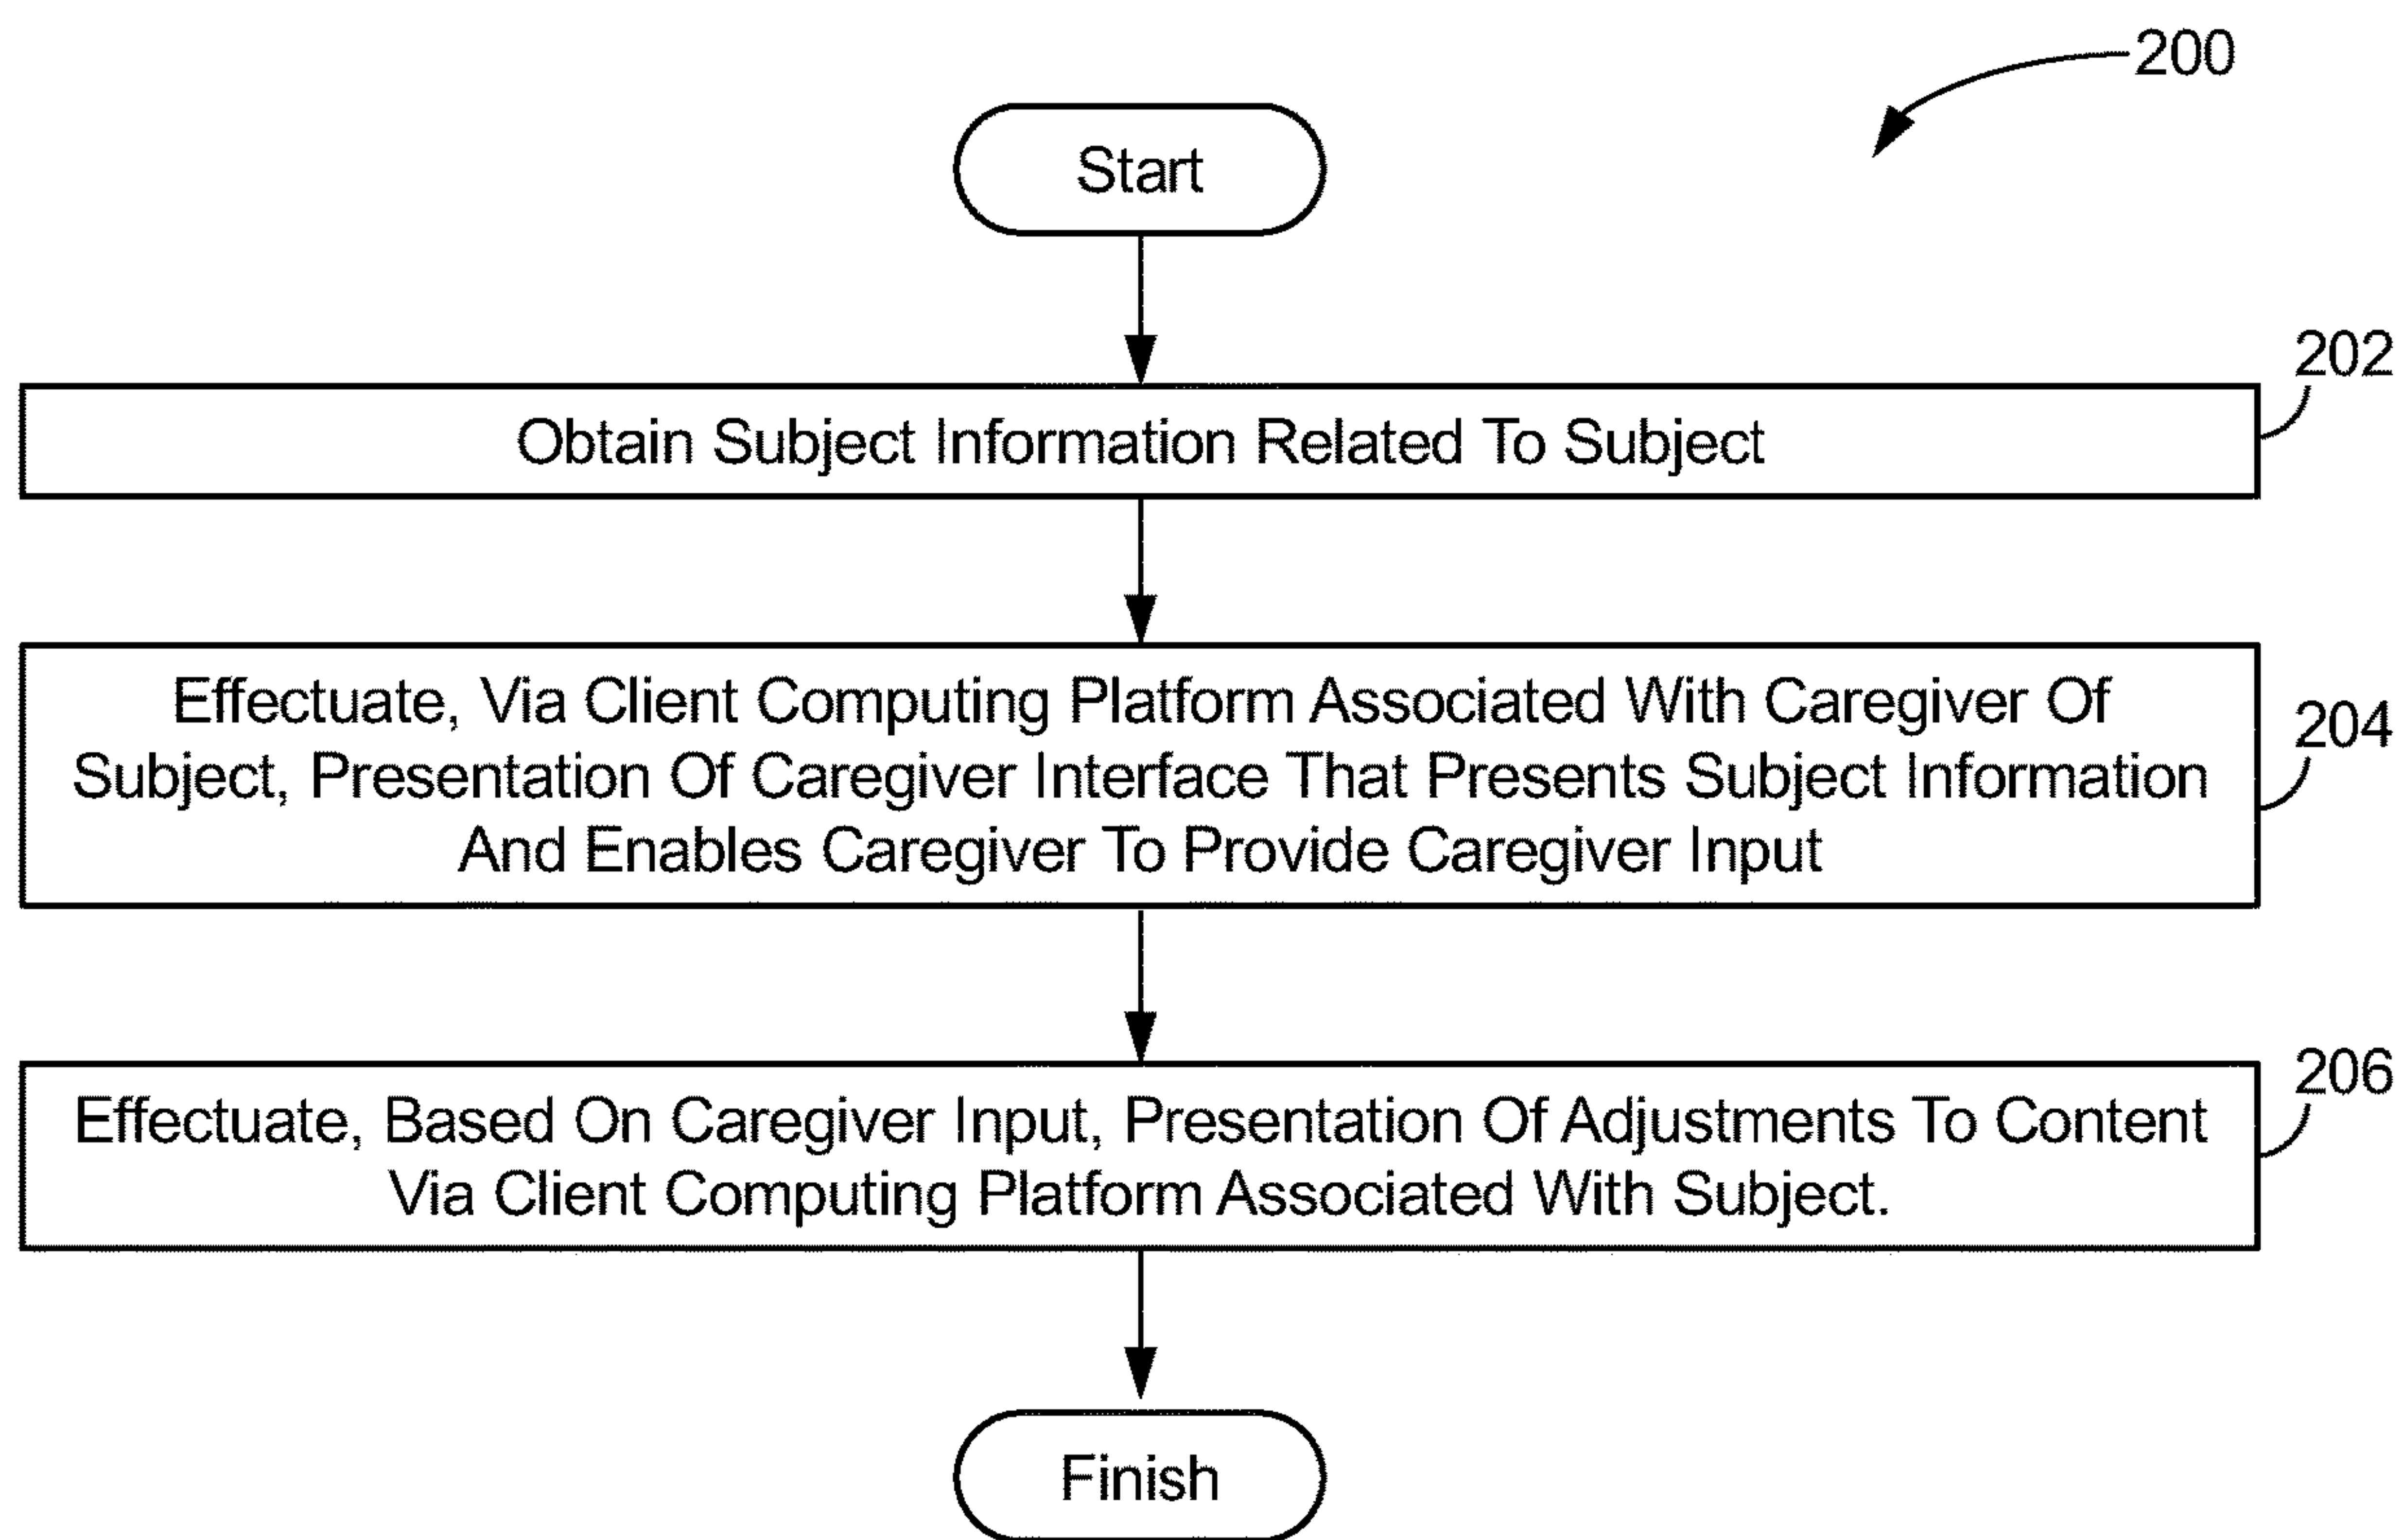 200
Start
202
Obtain Subject Information Related To Subject
Effectuate, Via Client Computing Platform Associated With Caregiver Of
204
Subject, Presentation Of Caregiver Interface That Presents Subject Information
And Enables Caregiver To Provide Caregiver Input
206
Effectuate, Based On Caregiver Input, Presentation Of Adjustments To Content
Via Client Computing Platform Associated With Subject.
Finish